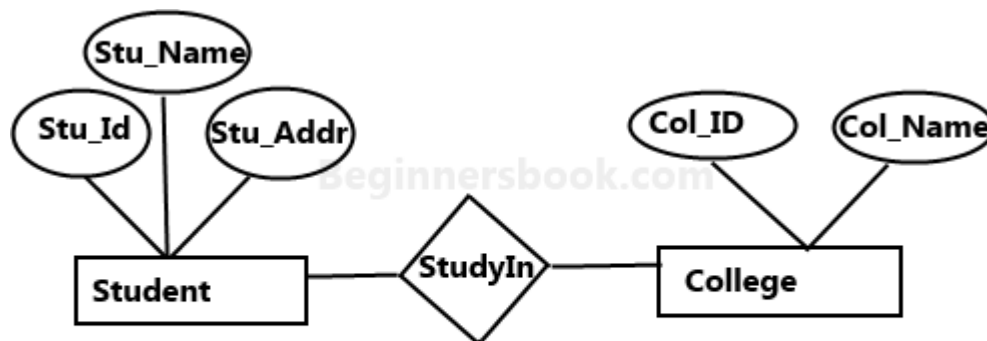 Stu_Name
Stu_Id
Stu_Addr
Col_ID
Col_Name
Beginnersbook.com
Student
StudyIn
College